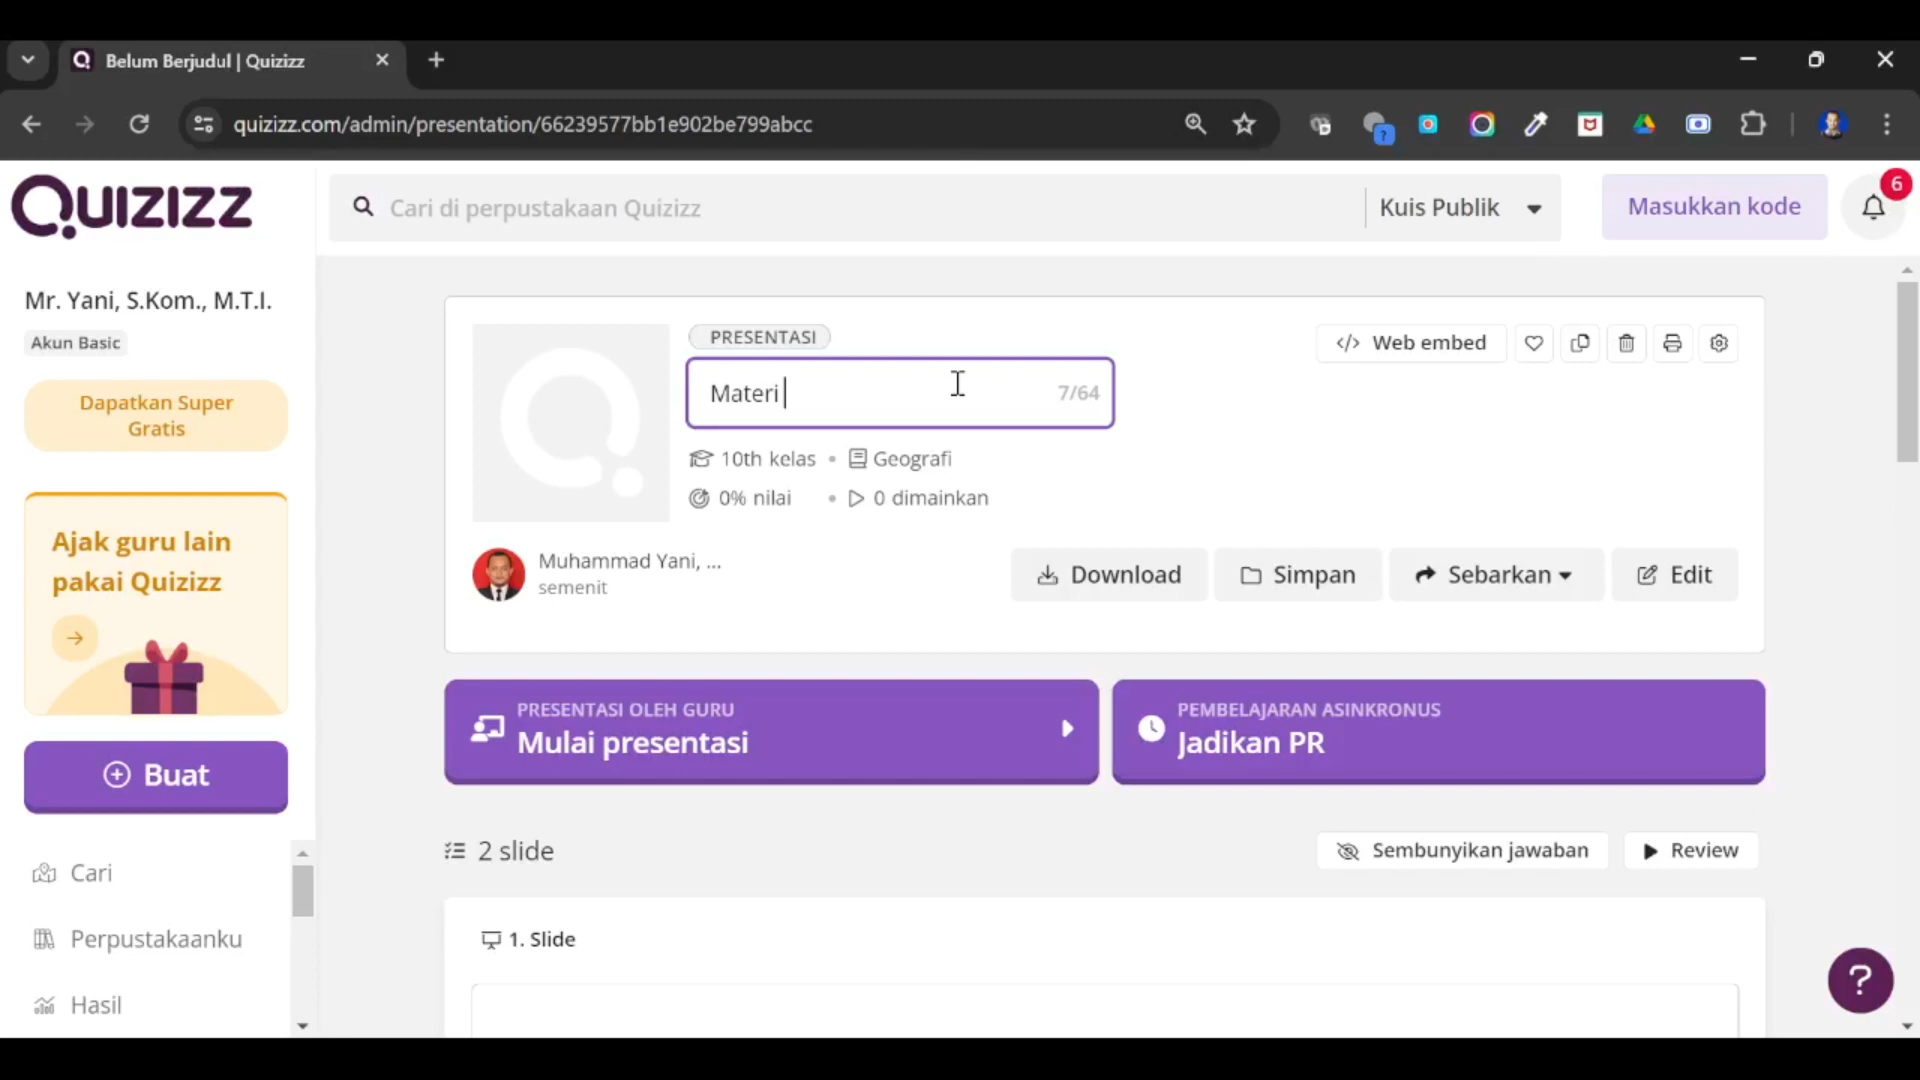 Belum Berjudul | Quizizz
quizizz.com/admin/presentation/66239577bb1e902be799abcc
QUIZIZZ
Cari di perpustakaan Quizizz
Kuis Publik
Masukkan kode
6
Mr. Yani, S.Kom., M.T.I.
Akun Basic
Dapatkan Super
Gratis
Ajak guru lain
pakai Quizizz
Buat
Cari
Perpustakaanku
Hasil
PRESENTASI
</> Web embed
Materi
7/64
10th kelas • Geografi
0% nilai • 0 dimainkan
Muhammad Yani, ...
semenit
Download
Simpan
Sebarkan
Edit
PRESENTASI OLEH GURU
Mulai presentasi
PEMBELAJARAN ASINKRONUS
Jadikan PR
2 slide
Sembunyikan jawaban
Review
1. Slide
?